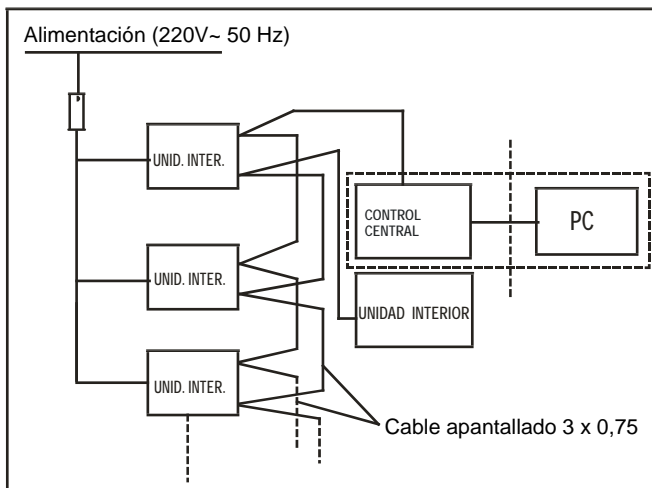 Alimentación (220V~ 50 Hz)
UNID. INTER.
CONTROL
CENTRAL
PC
UNID. INTER.
UNIDAD INTERIOR
UNID. INTER.
Cable apantallado 3 x 0,75